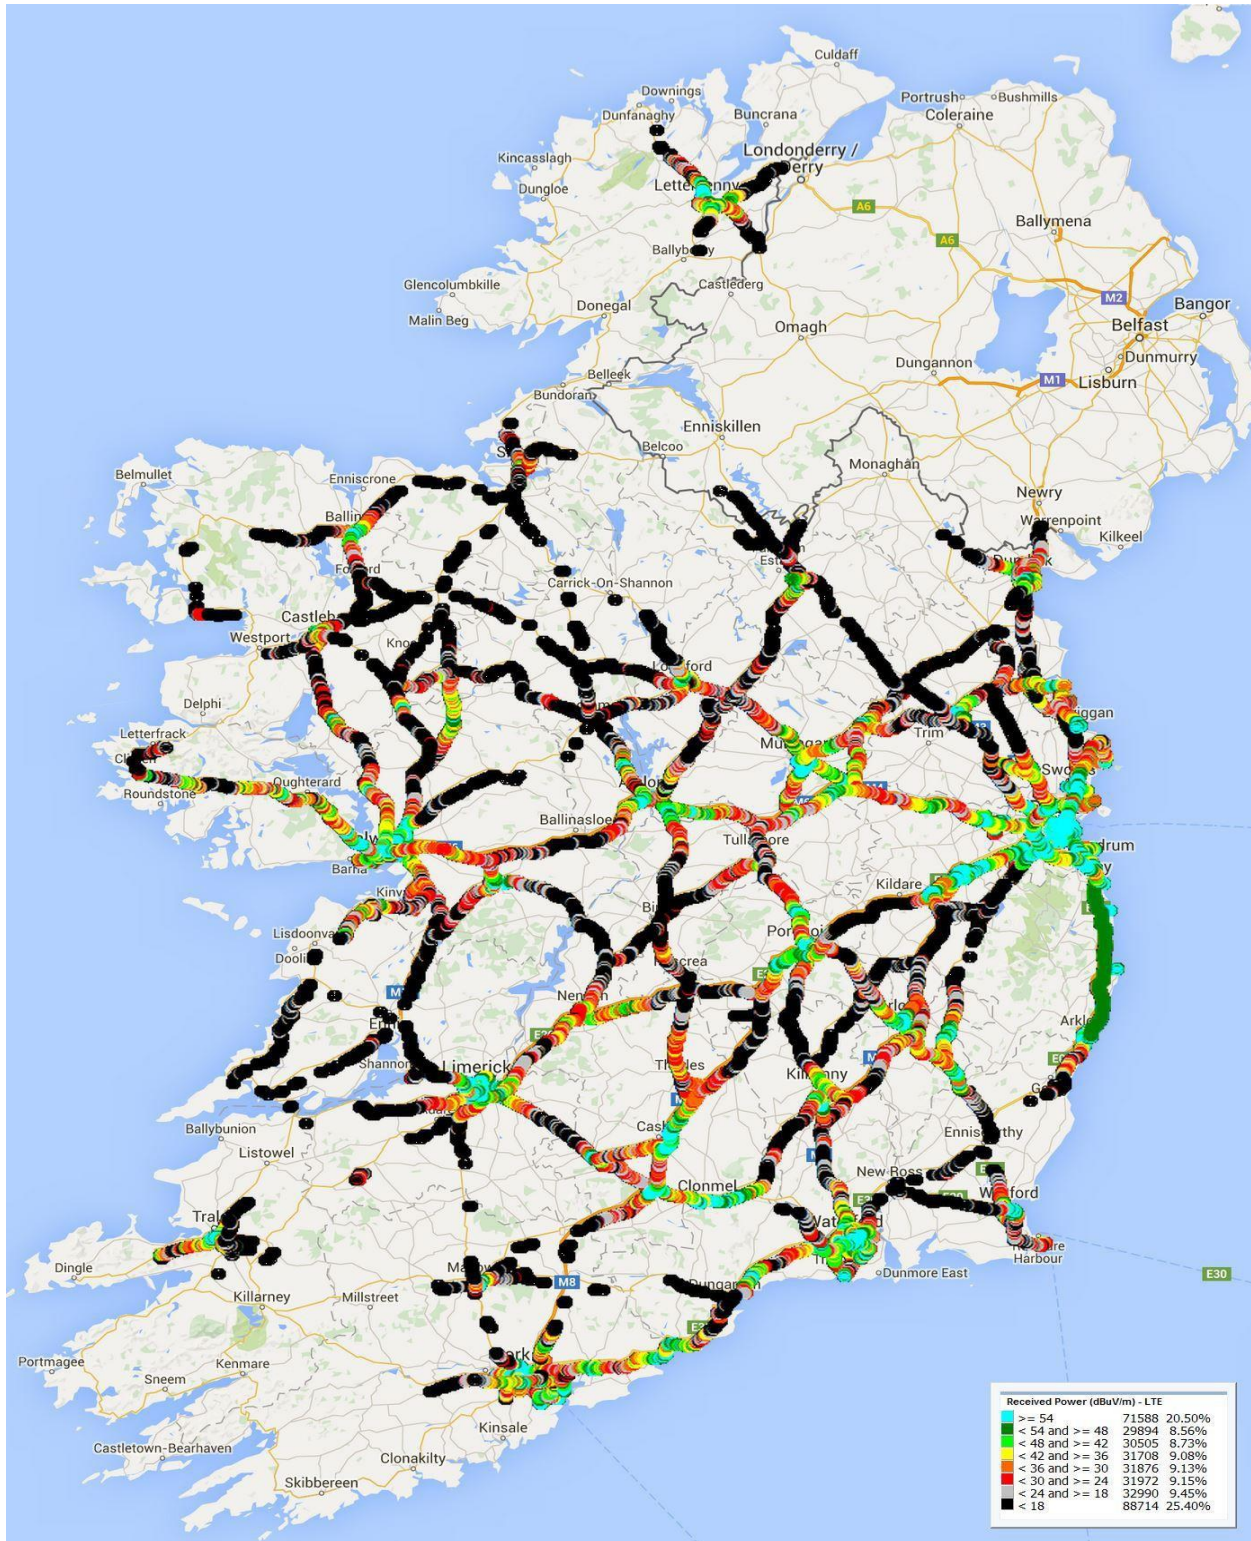 Culdaff
Downings
Portrush
Bushmills
Dunfanaghy
Buncrana
Coleraine
Kincasslagh
Londonderry /
Dungloe
A6
Ballymena
A6
Glencolumbkille
Castlederg
M2
Bangor
Donegal
Malin Beg
Omagh
Belfast
Dunmurry
Dungannon
M1
Lisburn
Belleek
Bundoran
Enniskillen
Belcoo
Monaghan
Belmullet
Enniscrone
Newry
Warrenpoint
Kilkeel
Carrick-On-Shannon
Westport
Delphi
Trim
Letterfrack
Oughterard
Roundstone
Ballinasloe
Barna
Kildare
Limerick
Shannon
Ballybunion
Listowel
Clonmel
New Ross
Harbour
Dunmore East
Dingle
M8
E30
Killarney
Millstreet
Portmagee
Kenmare
Sneem
Kinsale
Castletown-Bearhaven
Clonakilty
Skibbereen
Received Power (dBuV/m) - LTE
>= 54 71588 20.50%
< 54 and >= 48 29894 8.56%
< 48 and >= 42 30505 8.73%
< 42 and >= 36 31708 9.08%
< 36 and >= 30 31876 9.13%
< 30 and >= 24 31972 9.15%
< 24 and >= 18 32990 9.45%
< 18 88714 25.40%